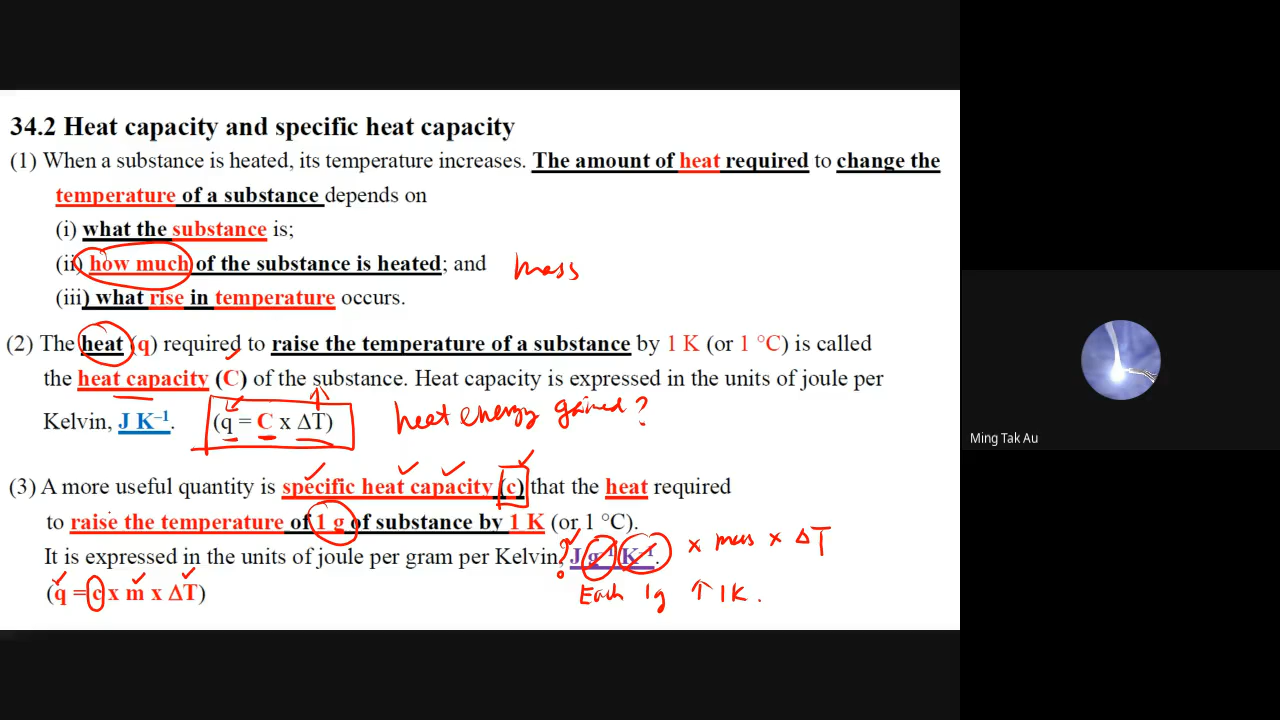 34.2 Heat capacity and specific heat capacity
(1) When a substance is heated, its temperature increases. The amount of heat required to change the
temperature of a substance depends on
(i) what the substance is;
(ii) how much of the substance is heated; and mass
(iii) what rise in temperature occurs.
(2) The heat (q) required to raise the temperature of a substance by 1 K (or 1 °C) is called
the heat capacity (C) of the substance. Heat capacity is expressed in the units of joule per
Kelvin, J K⁻¹. (q = C x ΔT) heat energy gained?
(3) A more useful quantity is specific heat capacity (c) that the heat required
to raise the temperature of 1 g of substance by 1 K (or 1 °C).
It is expressed in the units of joule per gram per Kelvin, J g⁻¹ K⁻¹. x mass x ΔT
?
(q = c x m x ΔT) Each 1g ↑ 1K.
Ming Tak Au